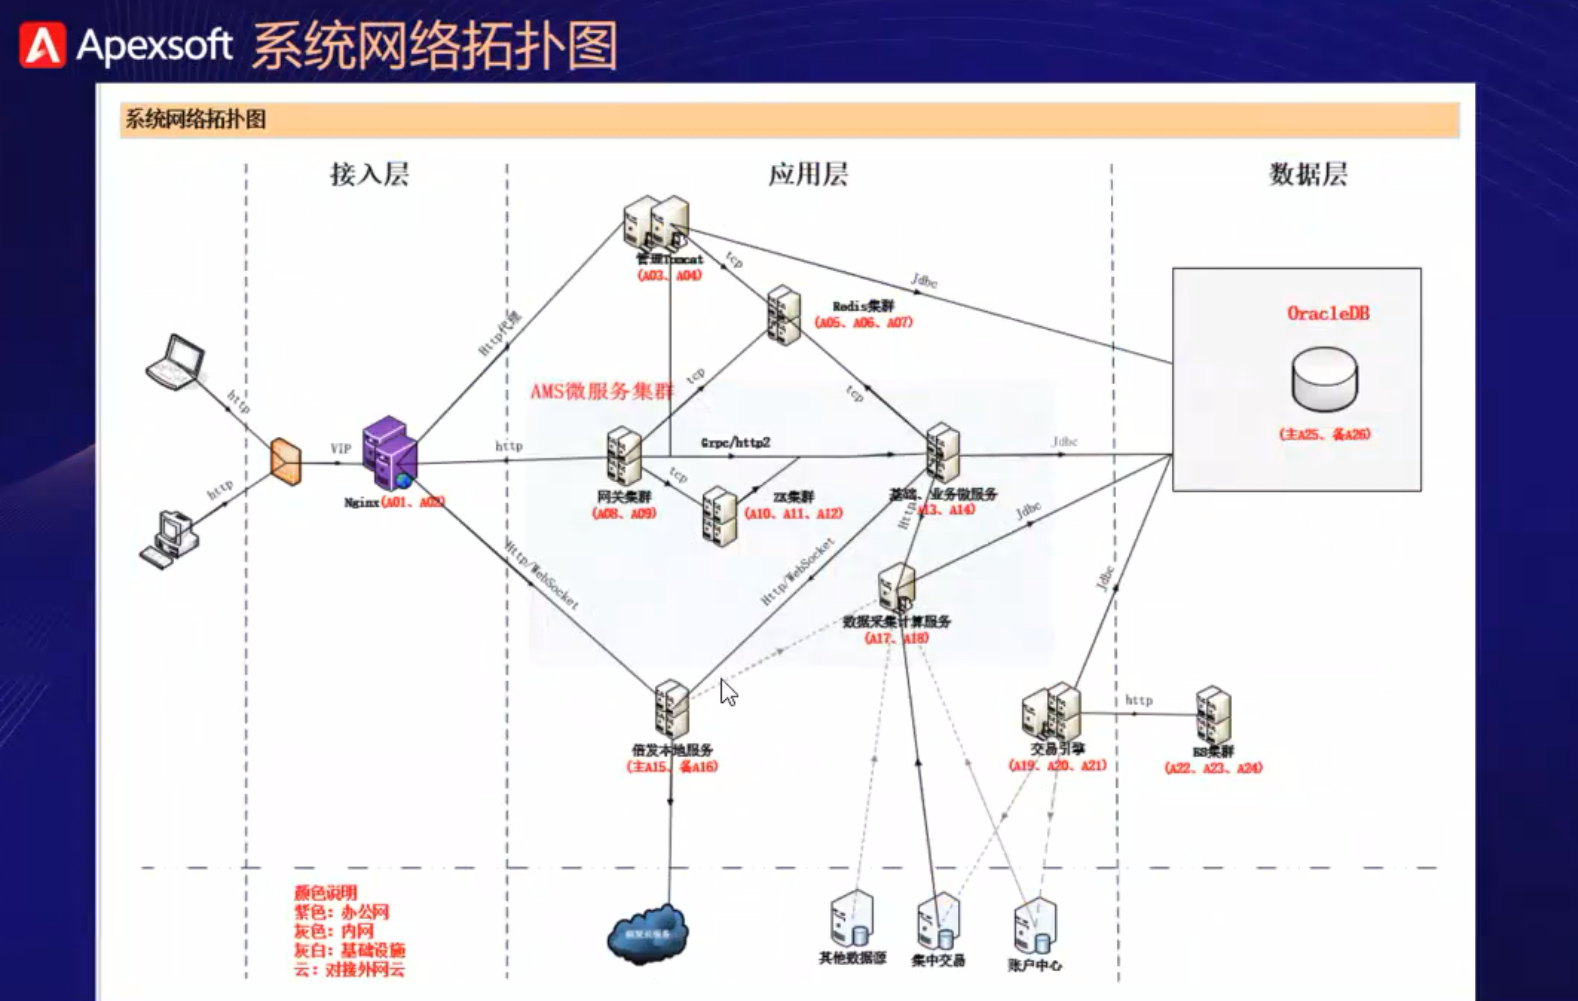 Apexsoft 系统网络拓扑图
系统网络拓扑图
接入层
应用层
数据层
管理Tomcat
(A03、A04)
tcp
Jdbc
Redis集群
(A05、A06、A07)
OracleDB
Http代理
tcp
AMS微服务集群
tcp
http
(主A25、备A26)
VIP
http
Grpc/http2
Jdbc
tcp
http
Nginx(A01、A02)
网关集群
(A08、A09)
ZK集群
(A10、A11、A12)
基础、业务微服务
A13、A14)
Http
Jdbc
Http/WebSocket
Http/WebSocket
Jdbc
数据采集计算服务
(A17、A18)
http
倍发本地服务
(主A15、备A16)
交易引擎
(A19、A20、A21)
ES集群
(A22、A23、A24)
颜色说明
紫色：办公网
灰色：内网
灰白：基础设施
云：对接外网云
其他数据源
集中交易
账户中心